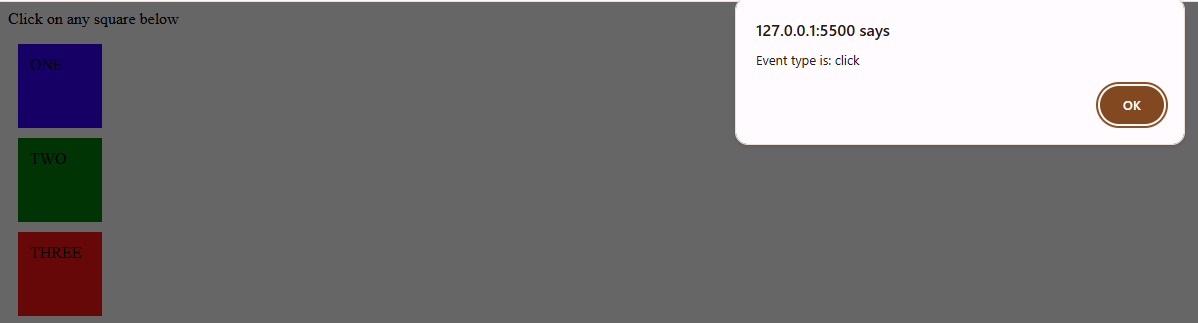 Click on any square below
ONE
TWO
THREE
127.0.0.1:5500 says
Event type is: click
OK